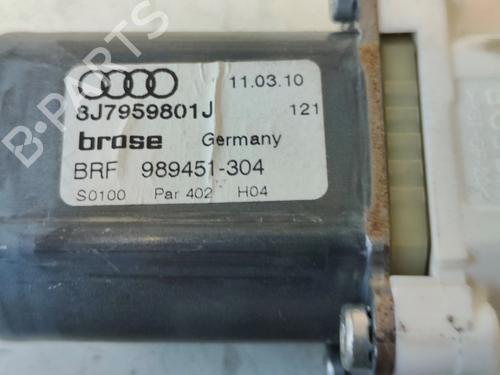 11.03.10
8J7959801J 121
brose Germany
BRF 989451-304
S0100 Par 402 H04
B-PARTS